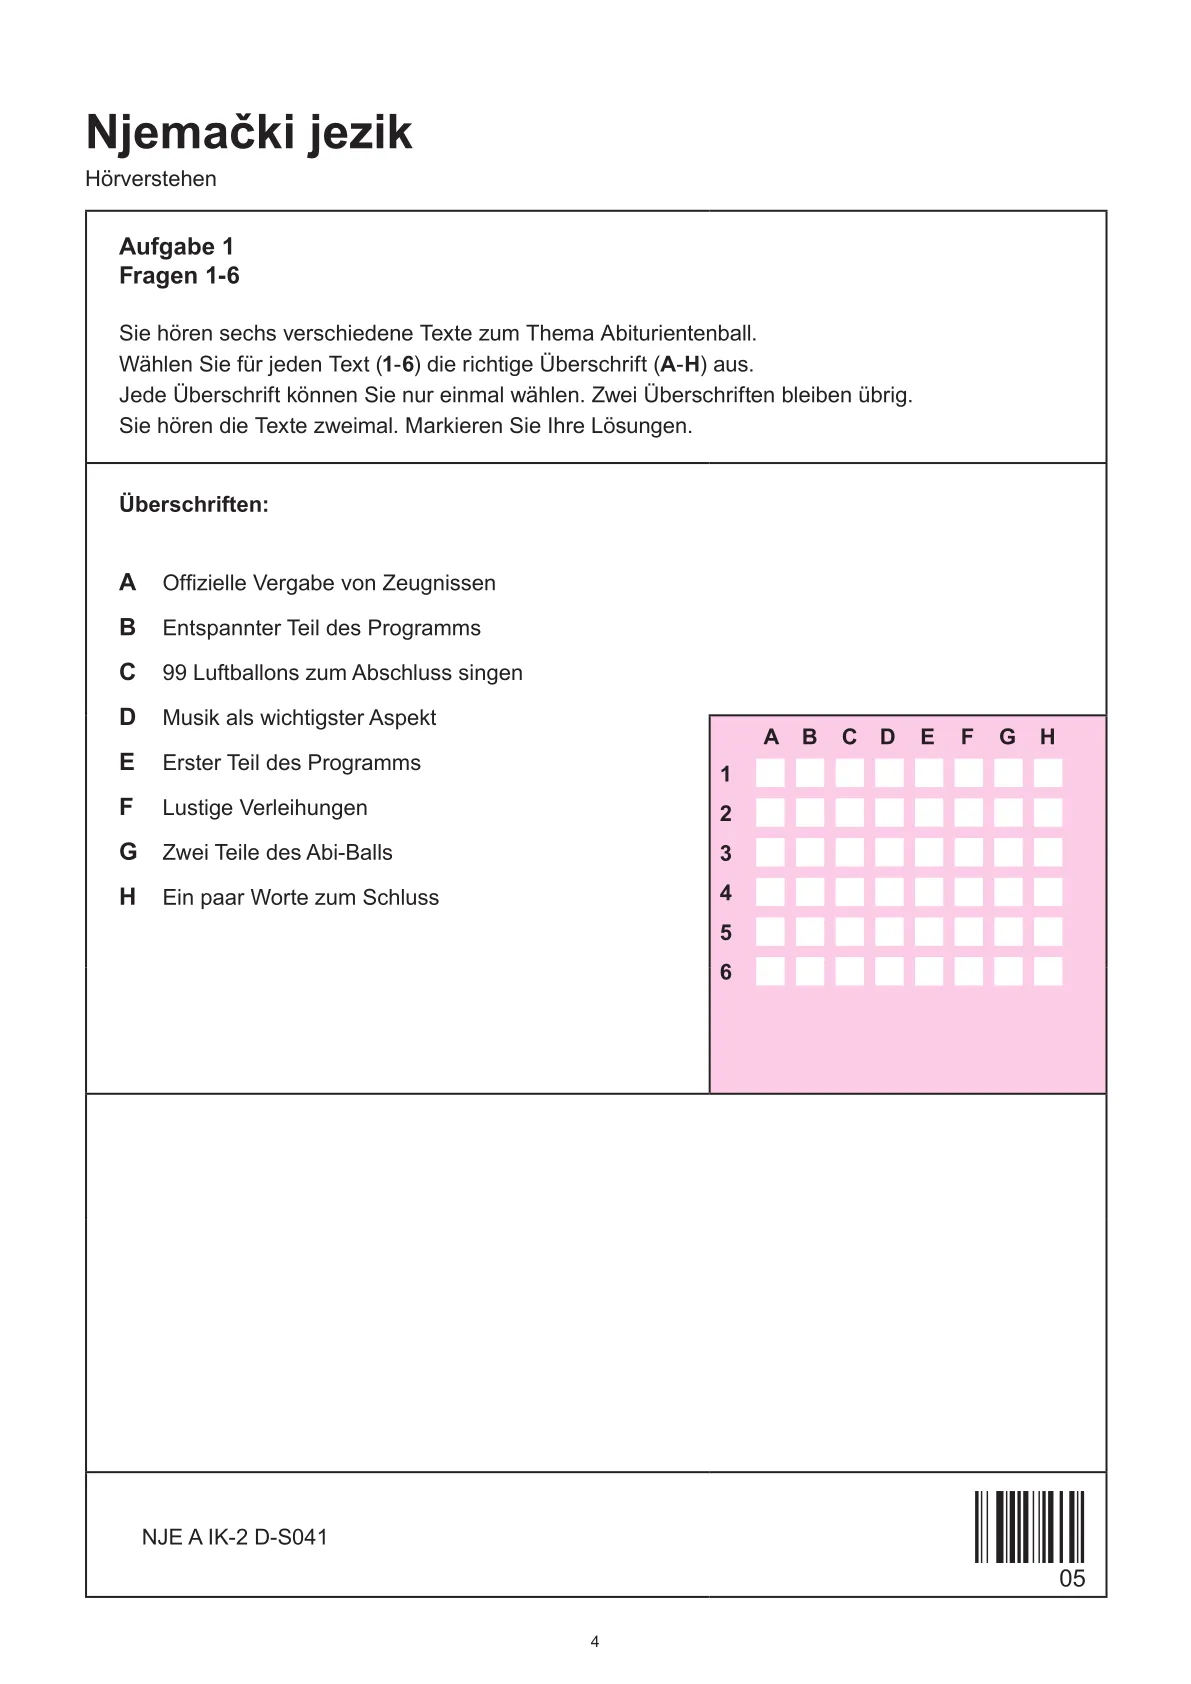 Njemački jezik
Hörverstehen
Aufgabe 1
Fragen 1-6
Sie hören sechs verschiedene Texte zum Thema Abiturientenball.
Wählen Sie für jeden Text (1-6) die richtige Überschrift (A-H) aus.
Jede Überschrift können Sie nur einmal wählen. Zwei Überschriften bleiben übrig.
Sie hören die Texte zweimal. Markieren Sie Ihre Lösungen.
Überschriften:
A Offizielle Vergabe von Zeugnissen
B Entspannter Teil des Programms
C 99 Luftballons zum Abschluss singen
D Musik als wichtigster Aspekt
E Erster Teil des Programms
F Lustige Verleihungen
G Zwei Teile des Abi-Balls
H Ein paar Worte zum Schluss
A B C D E F G H
1
2
3
4
5
6
NJE A IK-2 D-S041
05
4